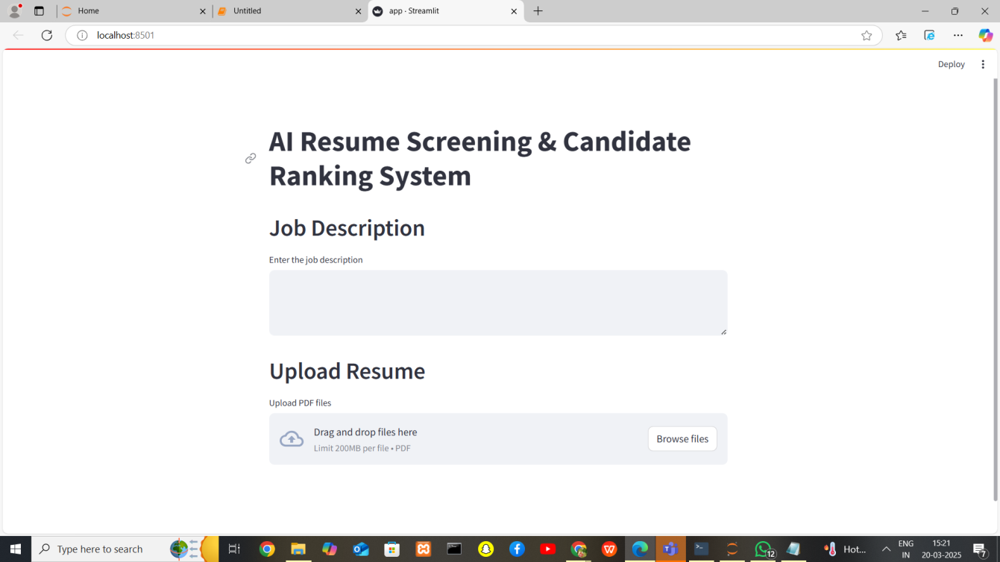 Home
Untitled
app · Streamlit
localhost:8501
Deploy
AI Resume Screening & Candidate
Ranking System
Job Description
Enter the job description
Upload Resume
Upload PDF files
Drag and drop files here
Limit 200MB per file • PDF
Browse files
Type here to search
12
Hot...
ENG
IN
15:21
20-03-2025
7